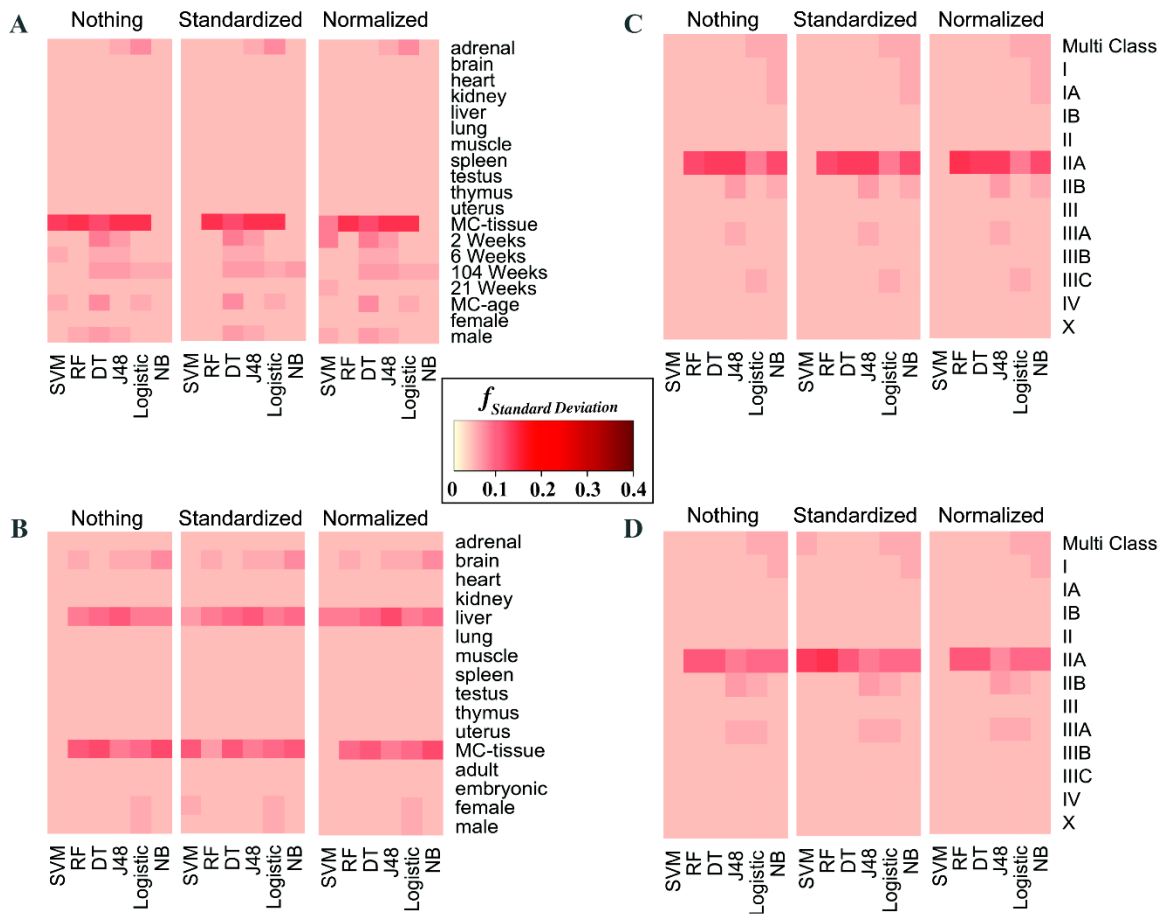 A
Nothing Standardized Normalized
adrenal
brain
heart
kidney
liver
lung
muscle
spleen
testus
thymus
uterus
MC-tissue
2 Weeks
6 Weeks
104 Weeks
21 Weeks
MC-age
female
male
SVM RF DT J48 Logistic NB SVM RF DT J48 Logistic NB SVM RF DT J48 Logistic NB
C
Nothing Standardized Normalized
Multi Class
I
IA
IB
II
IIA
IIB
III
IIIA
IIIB
IIIC
IV
X
SVM RF DT J48 Logistic NB SVM RF DT J48 Logistic NB SVM RF DT J48 Logistic NB
f Standard Deviation
0 0.1 0.2 0.3 0.4
B
Nothing Standardized Normalized
adrenal
brain
heart
kidney
liver
lung
muscle
spleen
testus
thymus
uterus
MC-tissue
adult
embryonic
female
male
SVM RF DT J48 Logistic NB SVM RF DT J48 Logistic NB SVM RF DT J48 Logistic NB
D
Nothing Standardized Normalized
Multi Class
I
IA
IB
II
IIA
IIB
III
IIIA
IIIB
IIIC
IV
X
SVM RF DT J48 Logistic NB SVM RF DT J48 Logistic NB SVM RF DT J48 Logistic NB